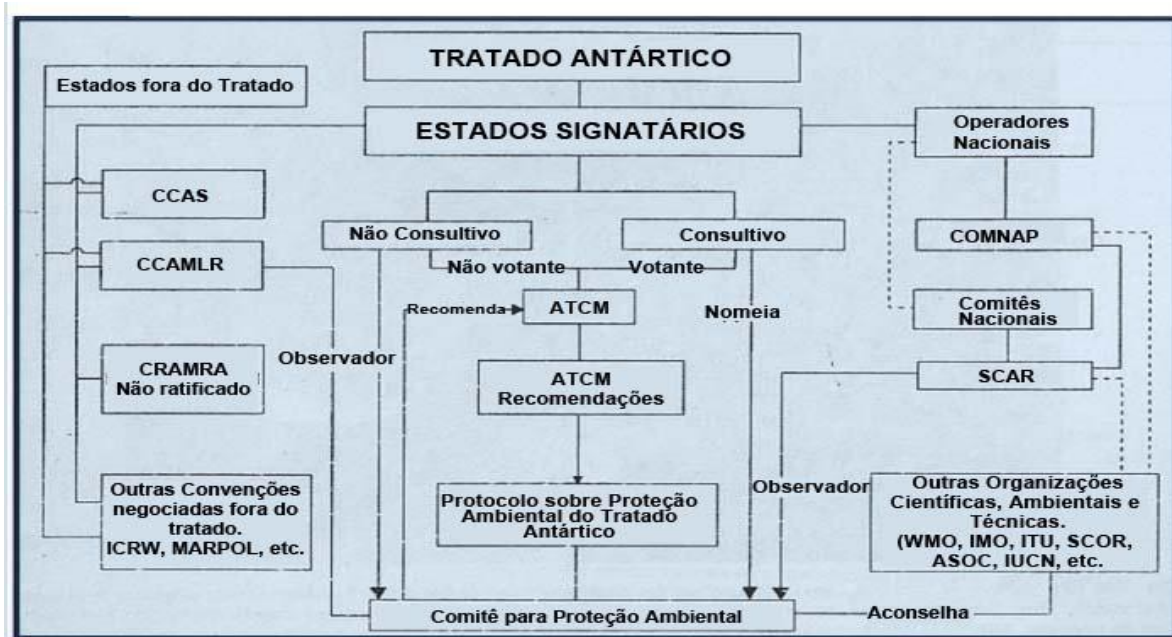 TRATADO ANTÁRTICO
Estados fora do Tratado
ESTADOS SIGNATÁRIOS
Operadores
Nacionais
CCAS
Não Consultivo
Consultivo
COMNAP
CCAMLR
Não votante
Votante
Recomenda
ATCM
Nomeia
Comitês
Nacionais
Observador
CRAMRA
Não ratificado
ATCM
Recomendações
SCAR
Outras Convenções
negociadas fora do
tratado.
ICRW, MARPOL, etc.
Protocolo sobre Proteção
Ambiental do Tratado
Antártico
Observador
Outras Organizações
Científicas, Ambientais e
Técnicas.
(WMO, IMO, ITU, SCOR,
ASOC, IUCN, etc.
Comitê para Proteção Ambiental
Aconselha